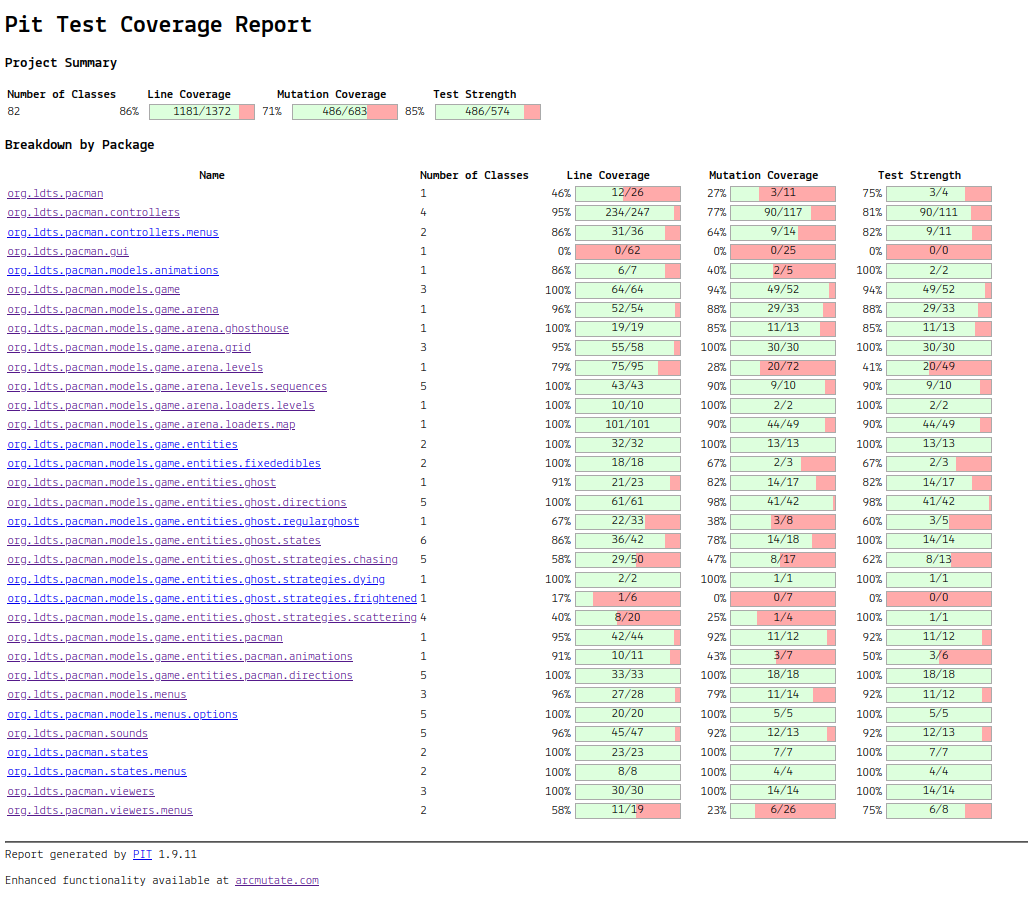 Pit Test Coverage Report
Project Summary
Number of Classes Line Coverage Mutation Coverage Test Strength
82 86% 1181/1372 71% 486/683 85% 486/574
Breakdown by Package
Name Number of Classes Line Coverage Mutation Coverage Test Strength
org.ldts.pacman 1 46% 12/26 27% 3/11 75% 3/4
org.ldts.pacman.controllers 4 95% 234/247 77% 90/117 81% 90/111
org.ldts.pacman.controllers.menus 2 86% 31/36 64% 9/14 82% 9/11
org.ldts.pacman.gui 1 0% 0/62 0% 0/25 0% 0/0
org.ldts.pacman.models.animations 1 86% 6/7 40% 2/5 100% 2/2
org.ldts.pacman.models.game 3 100% 64/64 94% 49/52 94% 49/52
org.ldts.pacman.models.game.arena 1 96% 52/54 88% 29/33 88% 29/33
org.ldts.pacman.models.game.arena.ghosthouse 1 100% 19/19 85% 11/13 85% 11/13
org.ldts.pacman.models.game.arena.grid 3 95% 55/58 100% 30/30 100% 30/30
org.ldts.pacman.models.game.arena.levels 1 79% 75/95 28% 20/72 41% 20/49
org.ldts.pacman.models.game.arena.levels.sequences 5 100% 43/43 90% 9/10 90% 9/10
org.ldts.pacman.models.game.arena.loaders.levels 1 100% 10/10 100% 2/2 100% 2/2
org.ldts.pacman.models.game.arena.loaders.map 1 100% 101/101 90% 44/49 90% 44/49
org.ldts.pacman.models.game.entities 2 100% 32/32 100% 13/13 100% 13/13
org.ldts.pacman.models.game.entities.fixededibles 2 100% 18/18 67% 2/3 67% 2/3
org.ldts.pacman.models.game.entities.ghost 1 91% 21/23 82% 14/17 82% 14/17
org.ldts.pacman.models.game.entities.ghost.directions 5 100% 61/61 98% 41/42 98% 41/42
org.ldts.pacman.models.game.entities.ghost.regularghost 1 67% 22/33 38% 3/8 60% 3/5
org.ldts.pacman.models.game.entities.ghost.states 6 86% 36/42 78% 14/18 100% 14/14
org.ldts.pacman.models.game.entities.ghost.strategies.chasing 5 58% 29/50 47% 8/17 62% 8/13
org.ldts.pacman.models.game.entities.ghost.strategies.dying 1 100% 2/2 100% 1/1 100% 1/1
org.ldts.pacman.models.game.entities.ghost.strategies.frightened 1 17% 1/6 0% 0/7 0% 0/0
org.ldts.pacman.models.game.entities.ghost.strategies.scattering 4 40% 8/20 25% 1/4 100% 1/1
org.ldts.pacman.models.game.entities.pacman 1 95% 42/44 92% 11/12 92% 11/12
org.ldts.pacman.models.game.entities.pacman.animations 1 91% 10/11 43% 3/7 50% 3/6
org.ldts.pacman.models.game.entities.pacman.directions 5 100% 33/33 100% 18/18 100% 18/18
org.ldts.pacman.models.menus 3 96% 27/28 79% 11/14 92% 11/12
org.ldts.pacman.models.menus.options 5 100% 20/20 100% 5/5 100% 5/5
org.ldts.pacman.sounds 5 96% 45/47 92% 12/13 92% 12/13
org.ldts.pacman.states 2 100% 23/23 100% 7/7 100% 7/7
org.ldts.pacman.states.menus 2 100% 8/8 100% 4/4 100% 4/4
org.ldts.pacman.viewers 3 100% 30/30 100% 14/14 100% 14/14
org.ldts.pacman.viewers.menus 2 58% 11/19 23% 6/26 75% 6/8
Report generated by PIT 1.9.11
Enhanced functionality available at arcmutate.com